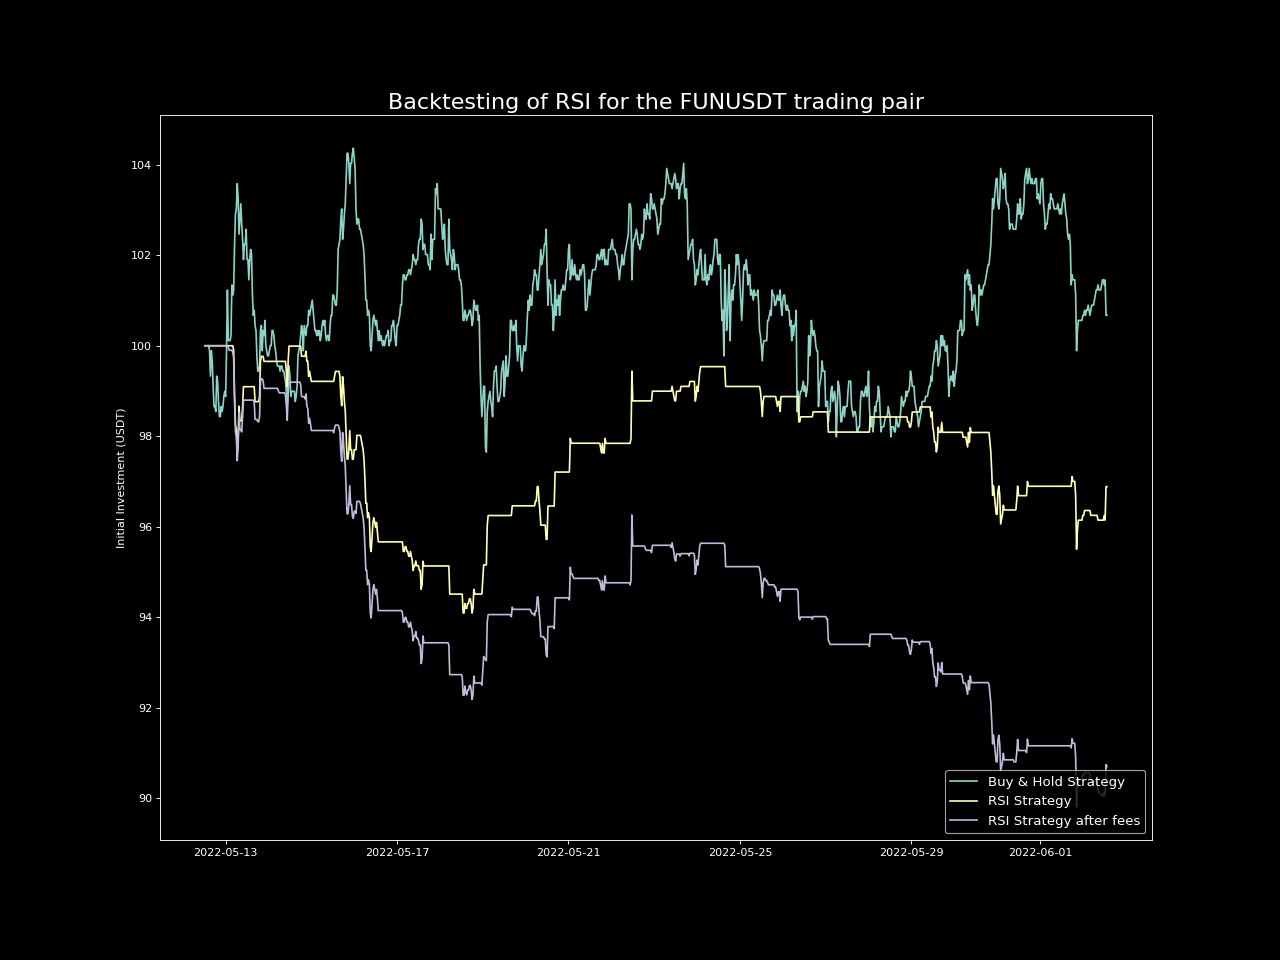 Backtesting of RSI for the FUNUSDT trading pair
Initial Investment (USDT)
104
102
100
98
96
94
92
90
2022-05-13
2022-05-17
2022-05-21
2022-05-25
2022-05-29
2022-06-01
Buy & Hold Strategy
RSI Strategy
RSI Strategy after fees